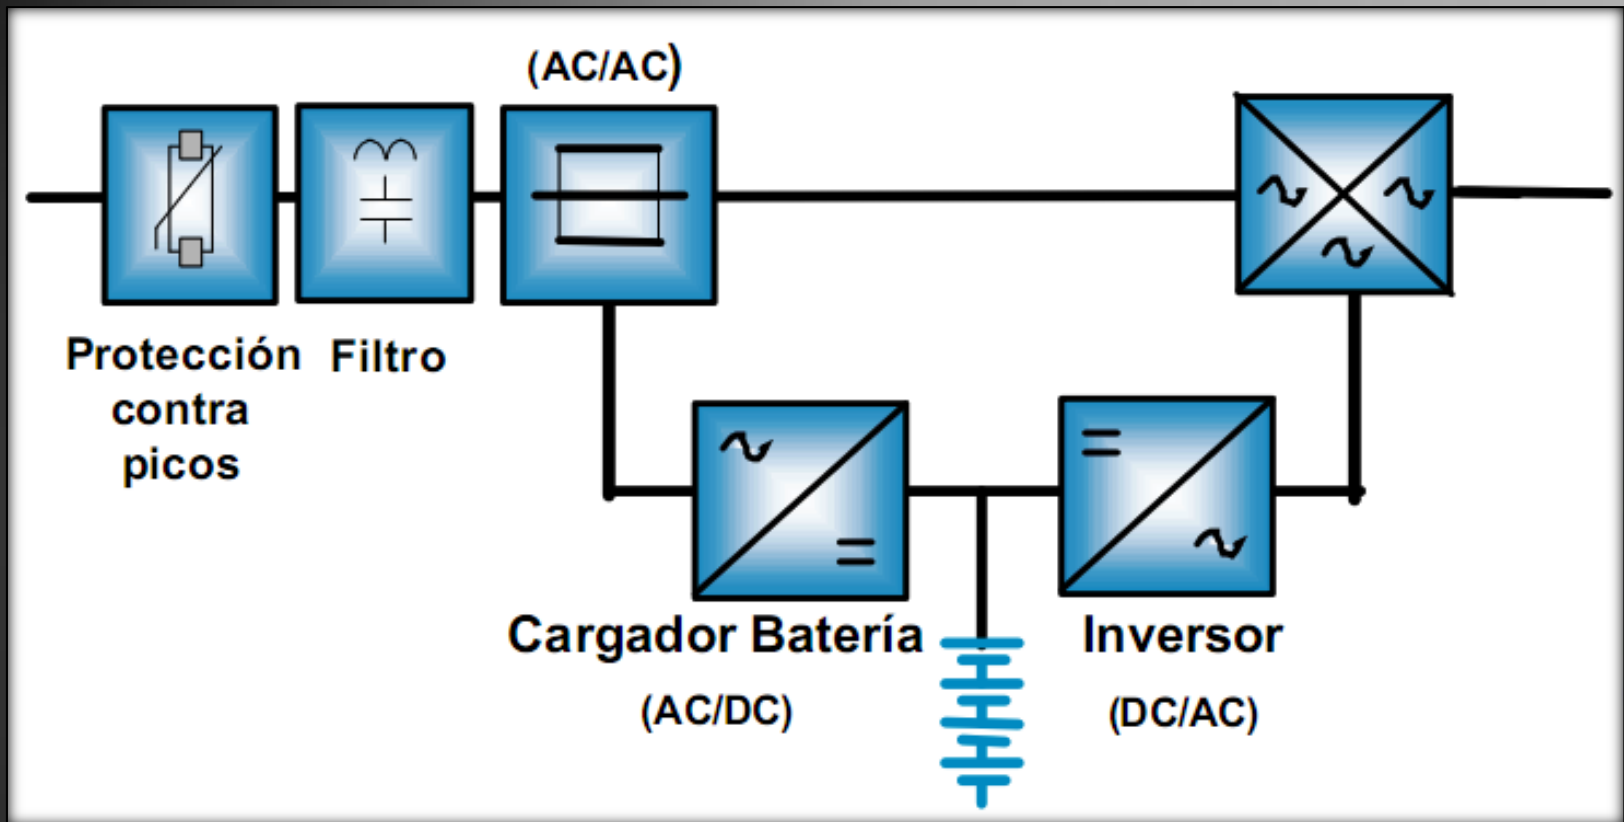 (AC/AC)
Protección
contra
picos
Filtro
Cargador Batería
(AC/DC)
Inversor
(DC/AC)